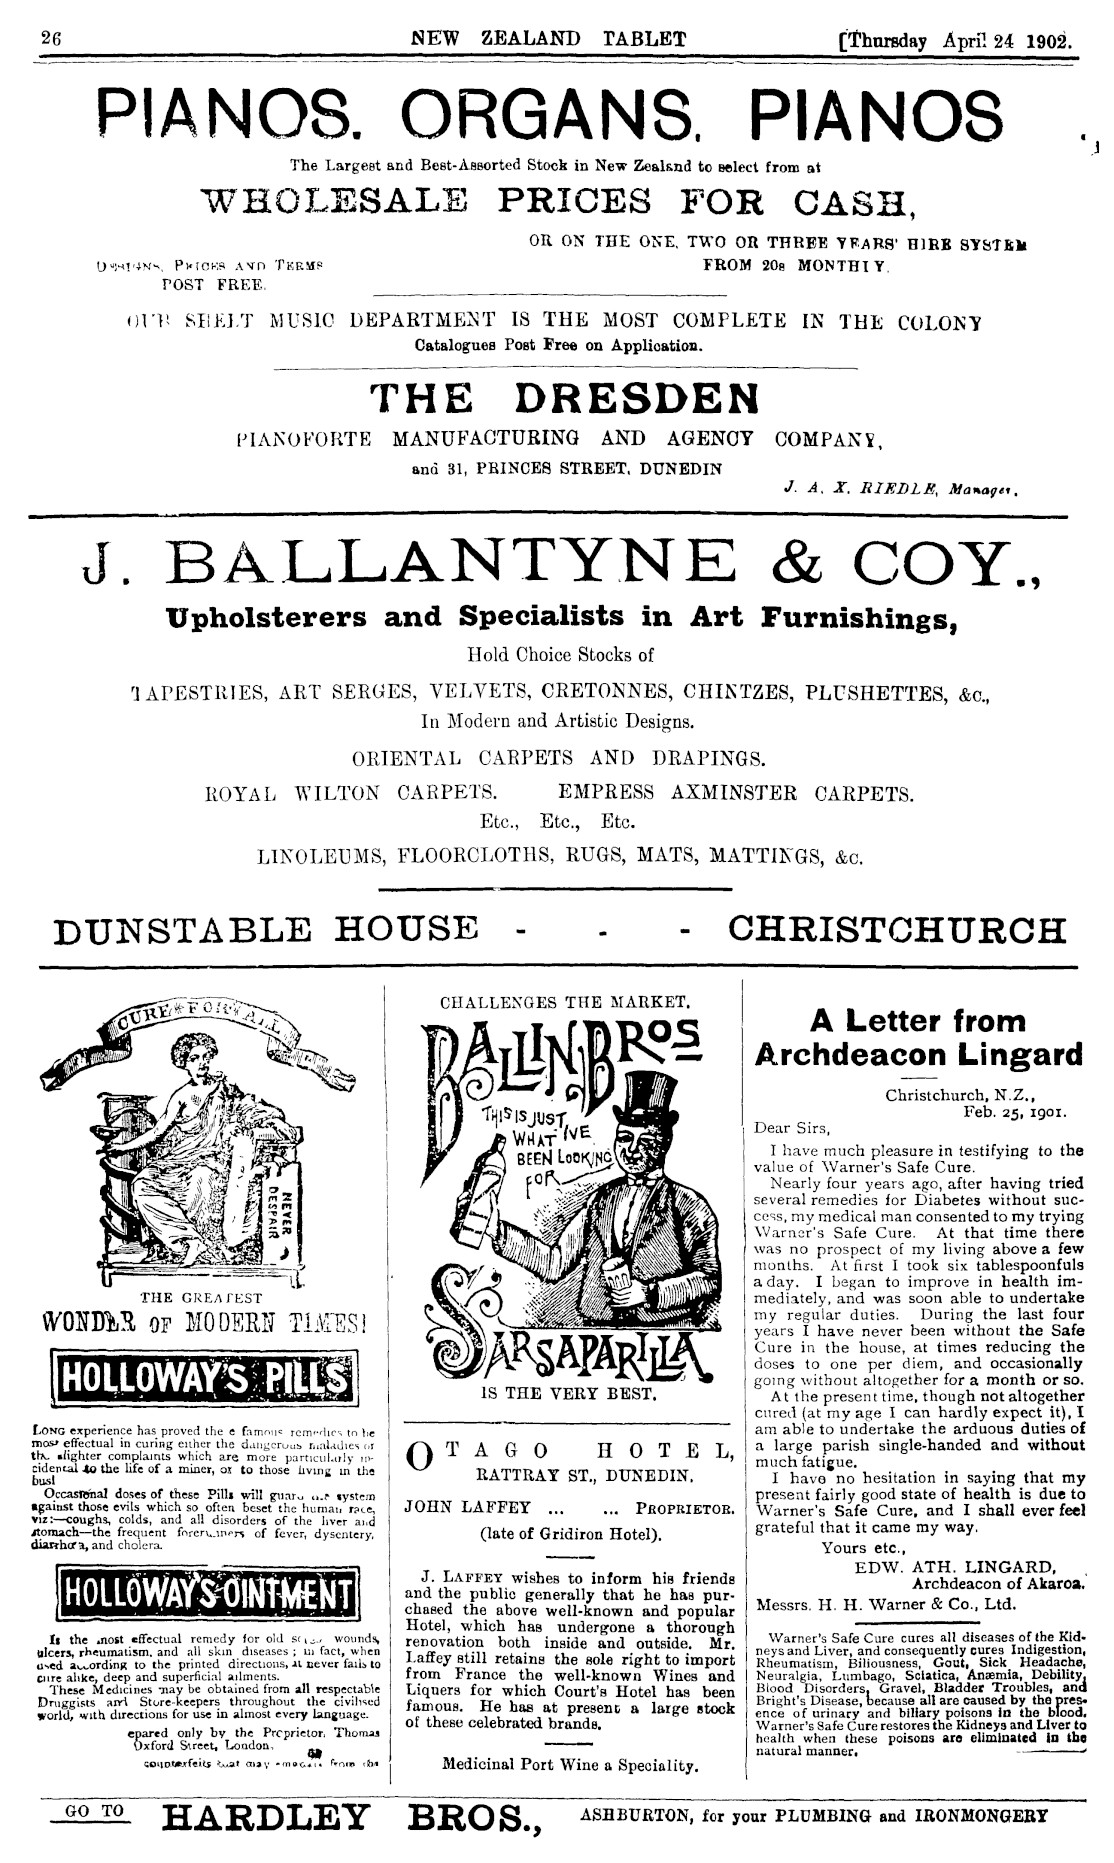 26
NEW ZEALAND TABLET
[Thursday April 24 1902.
PIANOS. ORGANS. PIANOS
The Largest and Best-Assorted Stock in New Zealand to select from at
WHOLESALE PRICES FOR CASH,
OR ON THE ONE, TWO OR THREE YEARS' HIRE SYSTEM
FROM 20s MONTHLY.
PRICES AND TERMS
POST FREE.
OUR SHEET MUSIC DEPARTMENT IS THE MOST COMPLETE IN THE COLONY
Catalogues Post Free on Application.
THE DRESDEN
PIANOFORTE MANUFACTURING AND AGENCY COMPANY,
and 31, PRINCES STREET, DUNEDIN
J. A. X. RIEDLE, Manager.
J. BALLANTYNE & COY.,
Upholsterers and Specialists in Art Furnishings,
Hold Choice Stocks of
TAPESTRIES, ART SERGES, VELVETS, CRETONNES, CHINTZES, PLUSHETTES, &c.,
In Modern and Artistic Designs.
ORIENTAL CARPETS AND DRAPINGS.
ROYAL WILTON CARPETS. EMPRESS AXMINSTER CARPETS.
Etc., Etc., Etc.
LINOLEUMS, FLOORCLOTHS, RUGS, MATS, MATTINGS, &c.
DUNSTABLE HOUSE - - - CHRISTCHURCH
CURE FOR ALL
NEVER
DESPAIR
THE GREATEST
WONDER OF MODERN TIMES!
HOLLOWAY'S PILLS
LONG experience has proved the e famous remedies to be
most effectual in curing either the dangerous maladies or
the slighter complaints which are more particularly in-
cidental to the life of a miner, or to those living in the
bush
Occasional doses of these Pills will guard the system
against those evils which so often beset the human race,
viz:—coughs, colds, and all disorders of the liver and
stomach—the frequent forerunners of fever, dysentery,
diarrhœa, and cholera.
HOLLOWAY'S OINTMENT
Is the most effectual remedy for old sores, wounds,
ulcers, rheumatism, and all skin diseases; in fact, when
used according to the printed directions, it never fails to
cure alike, deep and superficial ailments.
These Medicines may be obtained from all respectable
Druggists and Store-keepers throughout the civilised
world, with directions for use in almost every language.
epared only by the Proprietor, Thomas
Oxford Street, London.
counterfeits that may emanate from the
CHALLENGES THE MARKET.
BALLIN BROS
THIS IS JUST
WHAT I'VE
BEEN LOOKING
FOR
SARSAPARILLA
IS THE VERY BEST.
OTAGO HOTEL,
RATTRAY ST., DUNEDIN.
JOHN LAFFEY ... ... PROPRIETOR.
(late of Gridiron Hotel).
J. LAFFEY wishes to inform his friends
and the public generally that he has pur-
chased the above well-known and popular
Hotel, which has undergone a thorough
renovation both inside and outside. Mr.
Laffey still retains the sole right to import
from France the well-known Wines and
Liquers for which Court's Hotel has been
famous. He has at present a large stock
of these celebrated brands.
Medicinal Port Wine a Speciality.
A Letter from
Archdeacon Lingard
Christchurch, N.Z.,
Feb. 25, 1901.
Dear Sirs,
I have much pleasure in testifying to the
value of Warner's Safe Cure.
Nearly four years ago, after having tried
several remedies for Diabetes without suc-
cess, my medical man consented to my trying
Warner's Safe Cure. At that time there
was no prospect of my living above a few
months. At first I took six tablespoonfuls
a day. I began to improve in health im-
mediately, and was soon able to undertake
my regular duties. During the last four
years I have never been without the Safe
Cure in the house, at times reducing the
doses to one per diem, and occasionally
going without altogether for a month or so.
At the present time, though not altogether
cured (at my age I can hardly expect it), I
am able to undertake the arduous duties of
a large parish single-handed and without
much fatigue.
I have no hesitation in saying that my
present fairly good state of health is due to
Warner's Safe Cure, and I shall ever feel
grateful that it came my way.
Yours etc.,
EDW. ATH. LINGARD,
Archdeacon of Akaroa.
Messrs. H. H. Warner & Co., Ltd.
Warner's Safe Cure cures all diseases of the Kid-
neys and Liver, and consequently cures Indigestion,
Rheumatism, Biliousness, Gout, Sick Headache,
Neuralgia, Lumbago, Sciatica, Anæmia, Debility,
Blood Disorders, Gravel, Bladder Troubles, and
Bright's Disease, because all are caused by the pres-
ence of urinary and biliary poisons in the blood.
Warner's Safe Cure restores the Kidneys and Liver to
health when these poisons are eliminated in the
natural manner.
GO TO HARDLEY BROS., ASHBURTON, for your PLUMBING and IRONMONGERY